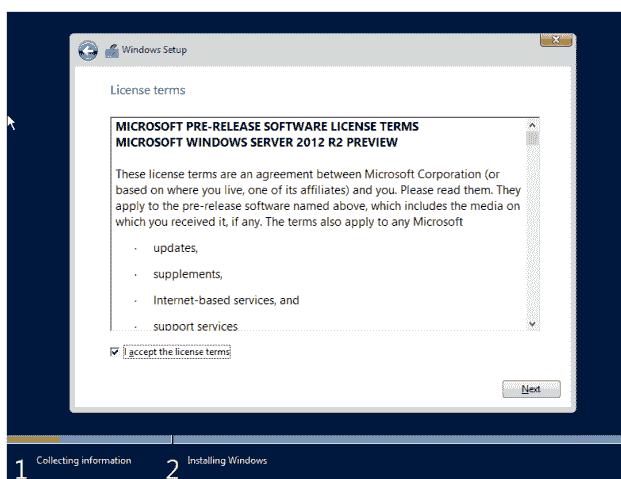 Windows Setup
License terms
MICROSOFT PRE-RELEASE SOFTWARE LICENSE TERMS
MICROSOFT WINDOWS SERVER 2012 R2 PREVIEW
These license terms are an agreement between Microsoft Corporation (or
based on where you live, one of its affiliates) and you. Please read them. They
apply to the pre-release software named above, which includes the media on
which you received it, if any. The terms also apply to any Microsoft
· updates,
· supplements,
· Internet-based services, and
· support services
I accept the license terms
Next
1 Collecting information
2 Installing Windows